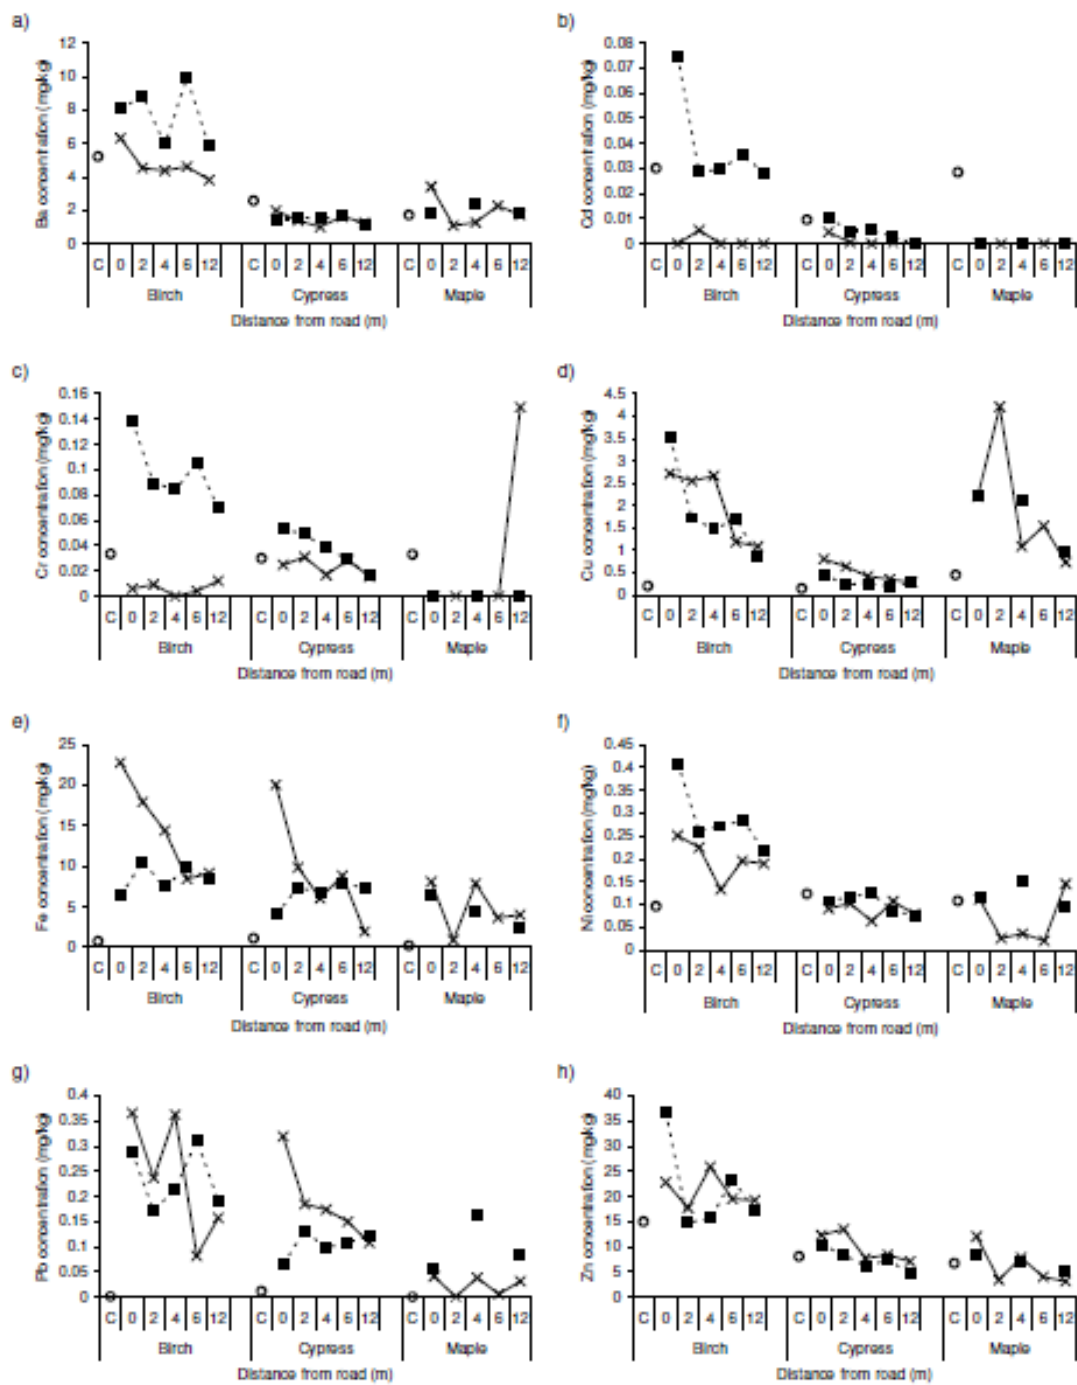 a)
Ba concentration (mg/kg)
12
10
8
6
4
2
0
C 0 2 4 6 12 C 0 2 4 6 12 C 0 2 4 6 12
Birch Cypress Maple
Distance from road (m)
b)
Cd concentration (mg/kg)
0.08
0.07
0.06
0.05
0.04
0.03
0.02
0.01
0
C 0 2 4 6 12 C 0 2 4 6 12 C 0 2 4 6 12
Birch Cypress Maple
Distance from road (m)
c)
Cr concentration (mg/kg)
0.16
0.14
0.12
0.1
0.08
0.06
0.04
0.02
0
C 0 2 4 6 12 C 0 2 4 6 12 C 0 2 4 6 12
Birch Cypress Maple
Distance from road (m)
d)
Cu concentration (mg/kg)
4.5
4
3.5
3
2.5
2
1.5
1
0.5
0
C 0 2 4 6 12 C 0 2 4 6 12 C 0 2 4 6 12
Birch Cypress Maple
Distance from road (m)
e)
Fe concentration (mg/kg)
25
20
15
10
5
0
C 0 2 4 6 12 C 0 2 4 6 12 C 0 2 4 6 12
Birch Cypress Maple
Distance from road (m)
f)
Ni concentration (mg/kg)
0.45
0.4
0.35
0.3
0.25
0.2
0.15
0.1
0.05
0
C 0 2 4 6 12 C 0 2 4 6 12 C 0 2 4 6 12
Birch Cypress Maple
Distance from road (m)
g)
Pb concentration (mg/kg)
0.4
0.35
0.3
0.25
0.2
0.15
0.1
0.05
0
C 0 2 4 6 12 C 0 2 4 6 12 C 0 2 4 6 12
Birch Cypress Maple
Distance from road (m)
h)
Zn concentration (mg/kg)
40
35
30
25
20
15
10
5
0
C 0 2 4 6 12 C 0 2 4 6 12 C 0 2 4 6 12
Birch Cypress Maple
Distance from road (m)